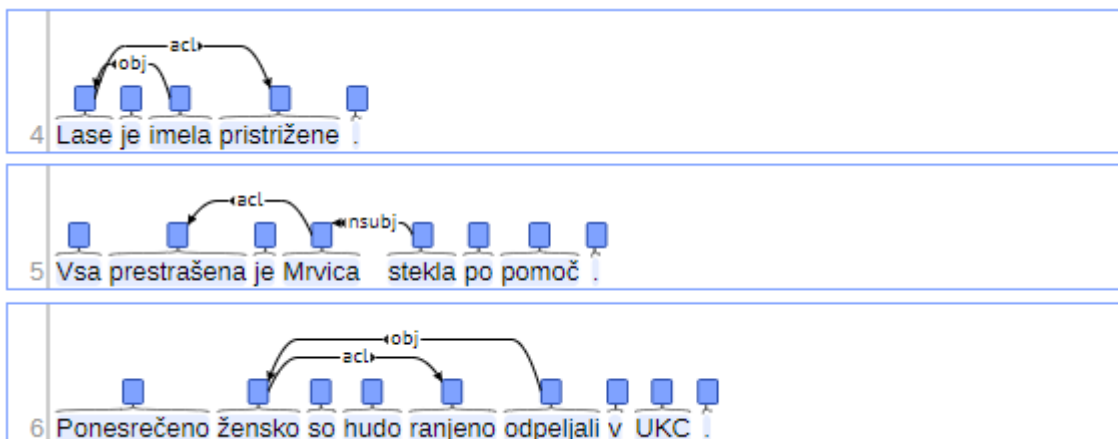 acl
obj
4 Lase je imela pristrižene .
acl
nsubj
5 Vsa prestrašena je Mrvica stekla po pomoč .
obj
acl
6 Ponesrečeno žensko so hudo ranjeno odpeljali v UKC .